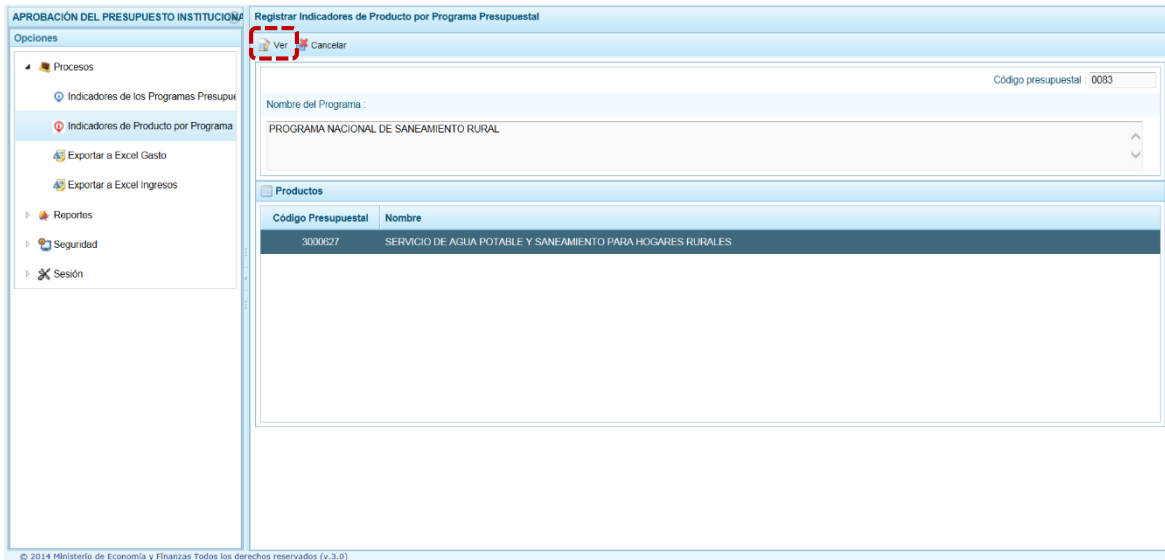 APROBACIÓN DEL PRESUPUESTO INSTITUCIONA
Opciones
Procesos
Indicadores de los Programas Presupue
Indicadores de Producto por Programa
Exportar a Excel Gasto
Exportar a Excel Ingresos
Reportes
Seguridad
Sesión
Registrar Indicadores de Producto por Programa Presupuestal
Ver Cancelar
Código presupuestal : 0083
Nombre del Programa :
PROGRAMA NACIONAL DE SANEAMIENTO RURAL
Productos
Código Presupuestal Nombre
3000627 SERVICIO DE AGUA POTABLE Y SANEAMIENTO PARA HOGARES RURALES
© 2014 Ministerio de Economía y Finanzas Todos los derechos reservados (v.3.0)